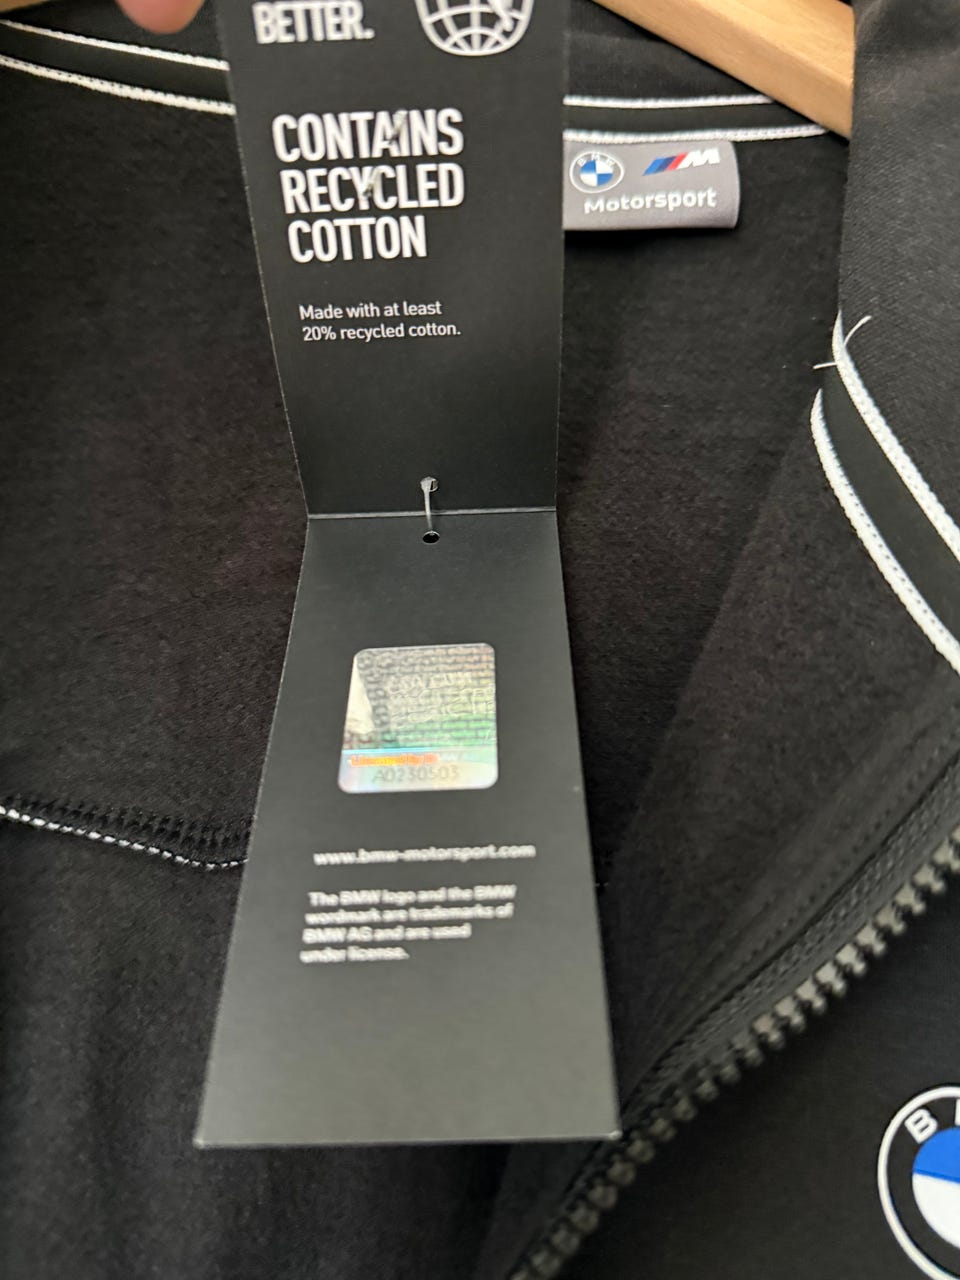 BETTER.
CONTAINS
RECYCLED
COTTON
Made with at least
20% recycled cotton.
BMW
M
Motorsport
A0230503
www.bmw-motorsport.com
The BMW logo and the BMW
wordmark are trademarks of
BMW AG and are used
under license.
B